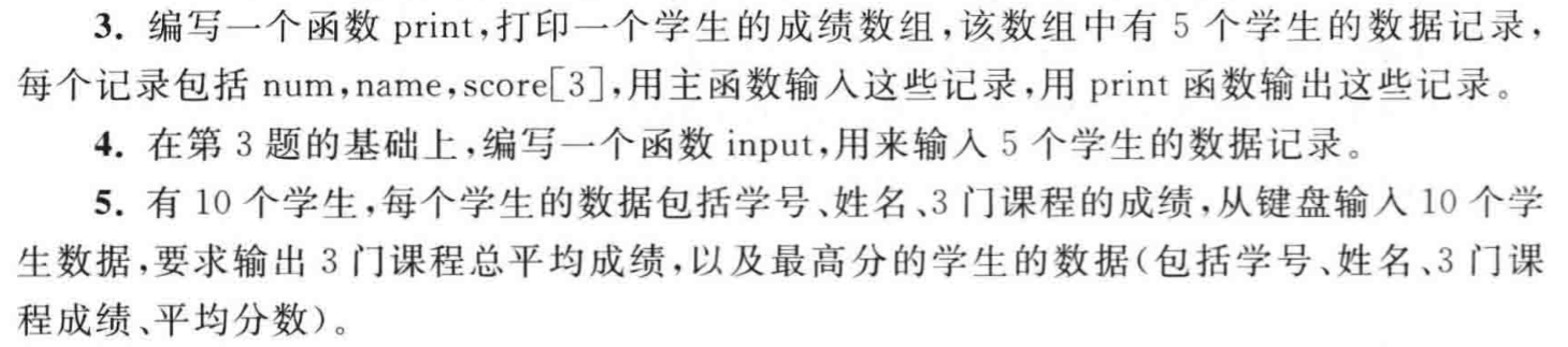 3. 编写一个函数 print,打印一个学生的成绩数组,该数组中有 5 个学生的数据记录,
每个记录包括 num,name,score[3],用主函数输入这些记录,用 print 函数输出这些记录。
4. 在第 3 题的基础上,编写一个函数 input,用来输入 5 个学生的数据记录。
5. 有 10 个学生,每个学生的数据包括学号、姓名、3 门课程的成绩,从键盘输入 10 个学
生数据,要求输出 3 门课程总平均成绩,以及最高分的学生的数据(包括学号、姓名、3 门课
程成绩、平均分数)。